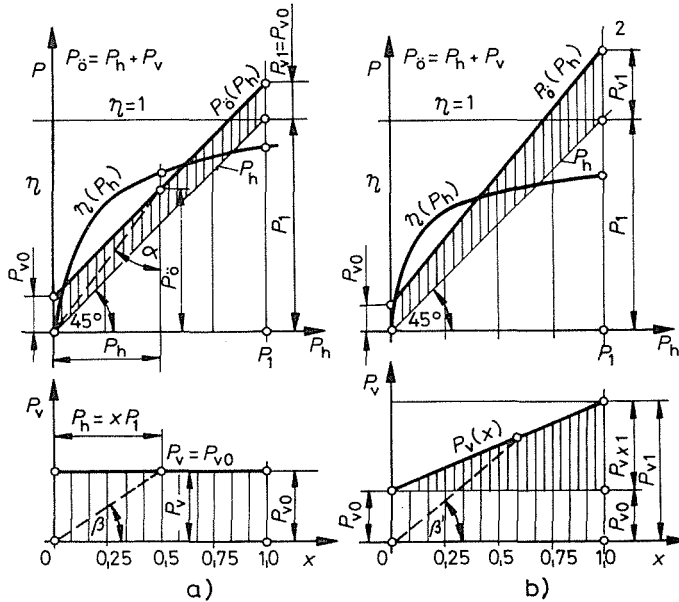 a)
P
Pö = Ph + Pv
Pv1 = Pv0
η = 1
Pö(Ph)
η
η(Ph)
Ph
P1
α
Pö
Pv0
45°
Ph
P1
Ph
Pv
Ph = xP1
Pv = Pv0
Pv
Pv0
β
0
0,25
0,5
0,75
1,0
x
b)
P
Pö = Ph + Pv
2
Pv1
η = 1
Pö(Ph)
η
η(Ph)
Ph
P1
Pv0
45°
P1
Ph
Pv
Pv(x)
Pvx1
Pv1
Pv0
Pv0
β
0
0,25
0,5
0,75
1,0
x